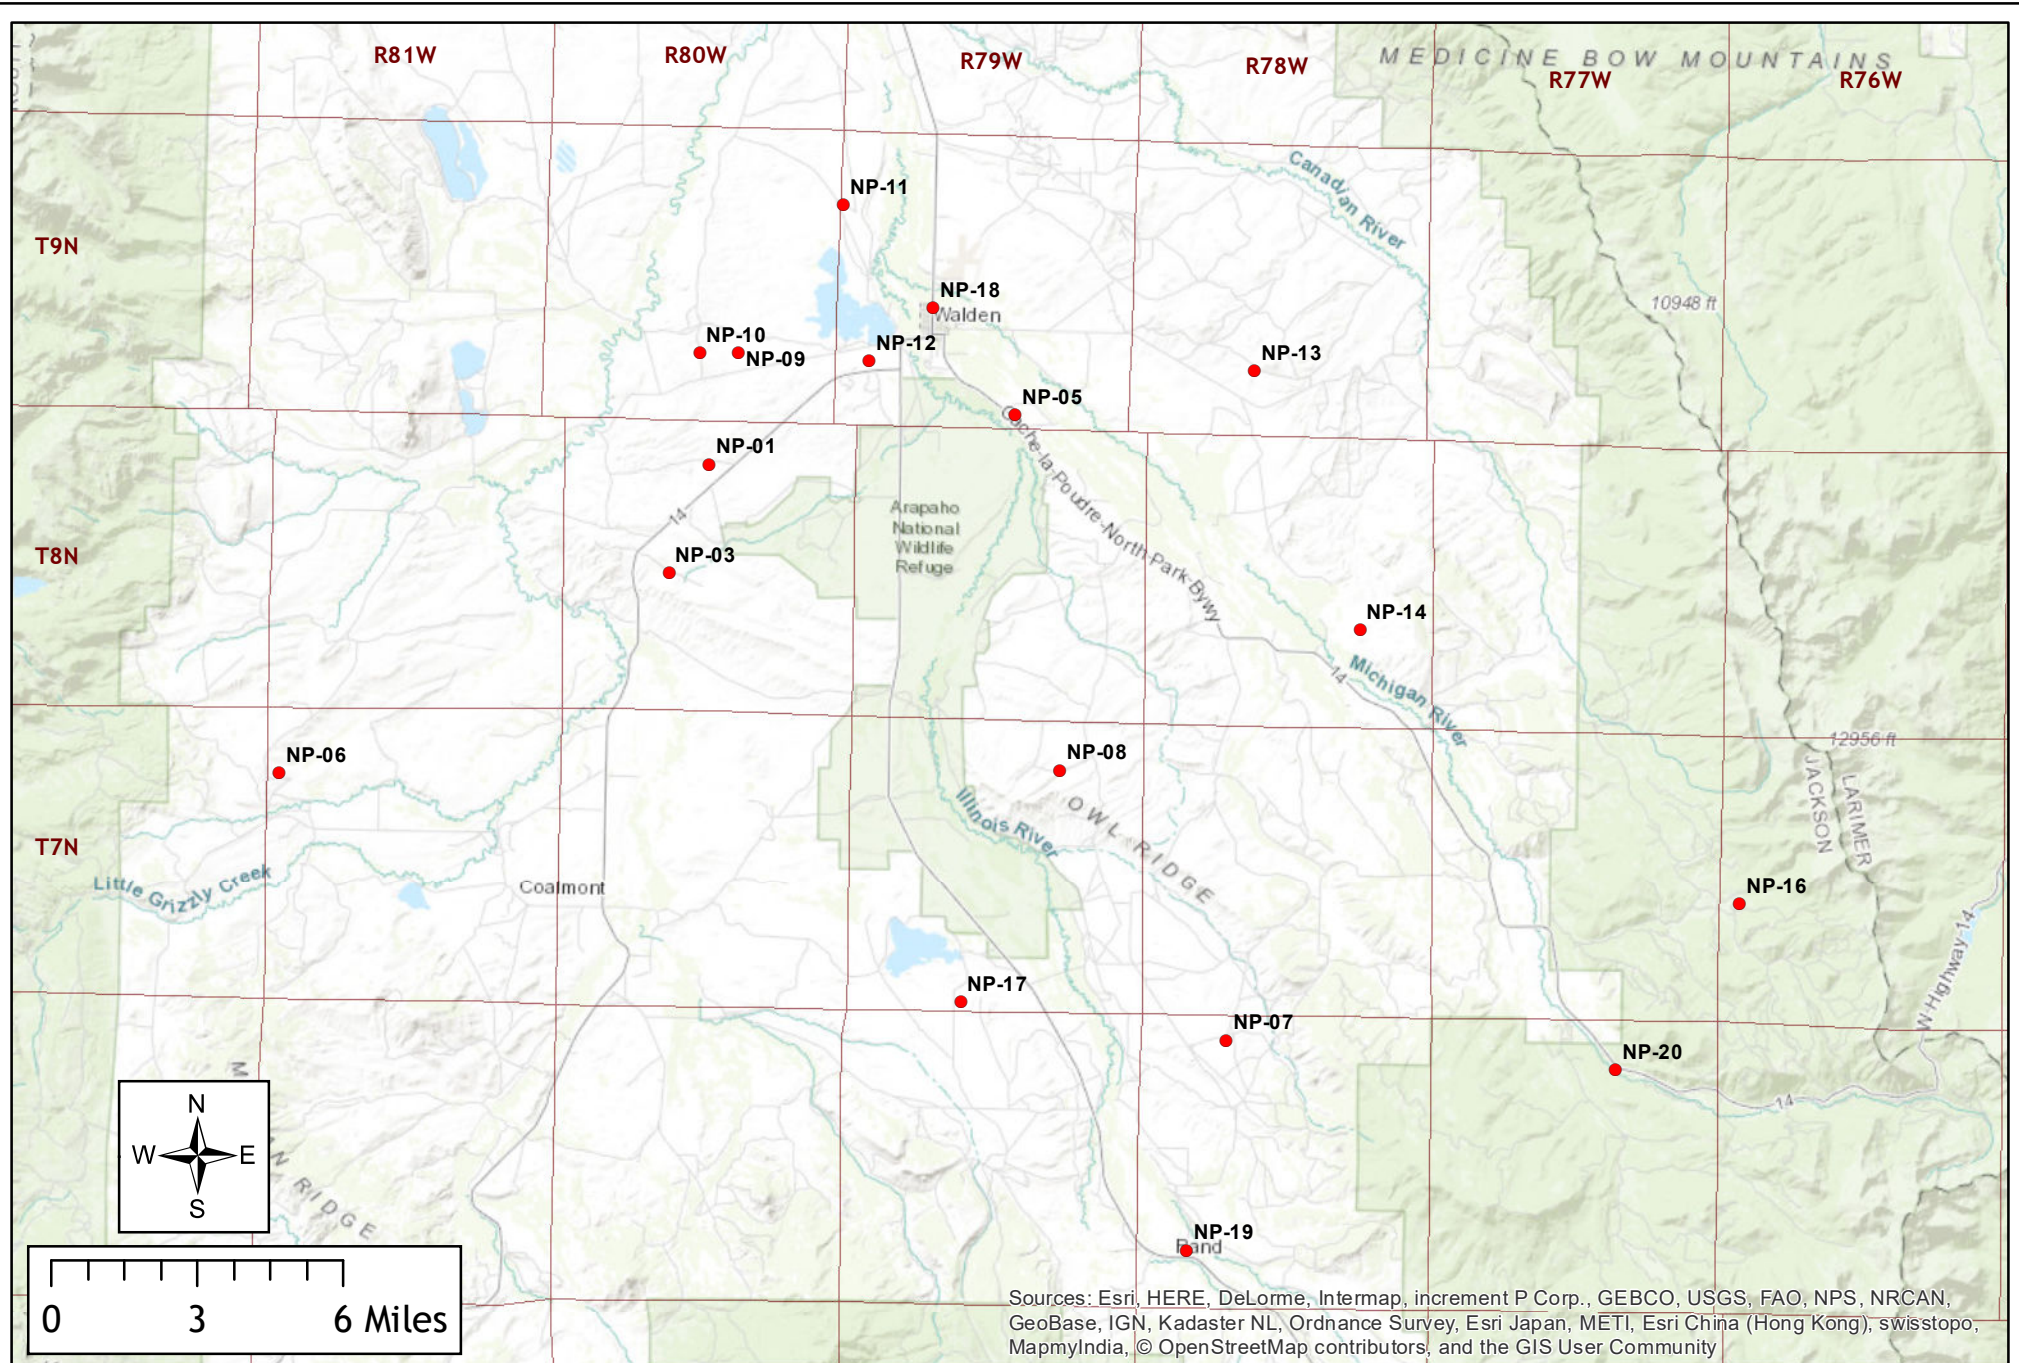 R81W
R80W
R79W
R78W
MEDICINE BOW MOUNTAINS
R77W
R76W
Canadian River
NP-11
T9N
NP-18
Walden
10948 ft
NP-10
NP-09
NP-12
NP-13
NP-05
Cache-la-Poudre-North-Park-Bywy
NP-01
14
Arapaho
National
Wildlife
Refuge
T8N
NP-03
NP-14
14
Michigan River
NP-06
NP-08
12956 ft
JACKSON
LARIMER
OWL RIDGE
Illinois River
T7N
Little Grizzly Creek
Coalmont
NP-16
W-Highway-14
NP-17
NP-07
NP-20
14
N
W
E
S
RIDGE
NP-19
Rand
0
3
6 Miles
Sources: Esri, HERE, DeLorme, Intermap, increment P Corp., GEBCO, USGS, FAO, NPS, NRCAN,
GeoBase, IGN, Kadaster NL, Ordnance Survey, Esri Japan, METI, Esri China (Hong Kong), swisstopo,
MapmyIndia, © OpenStreetMap contributors, and the GIS User Community